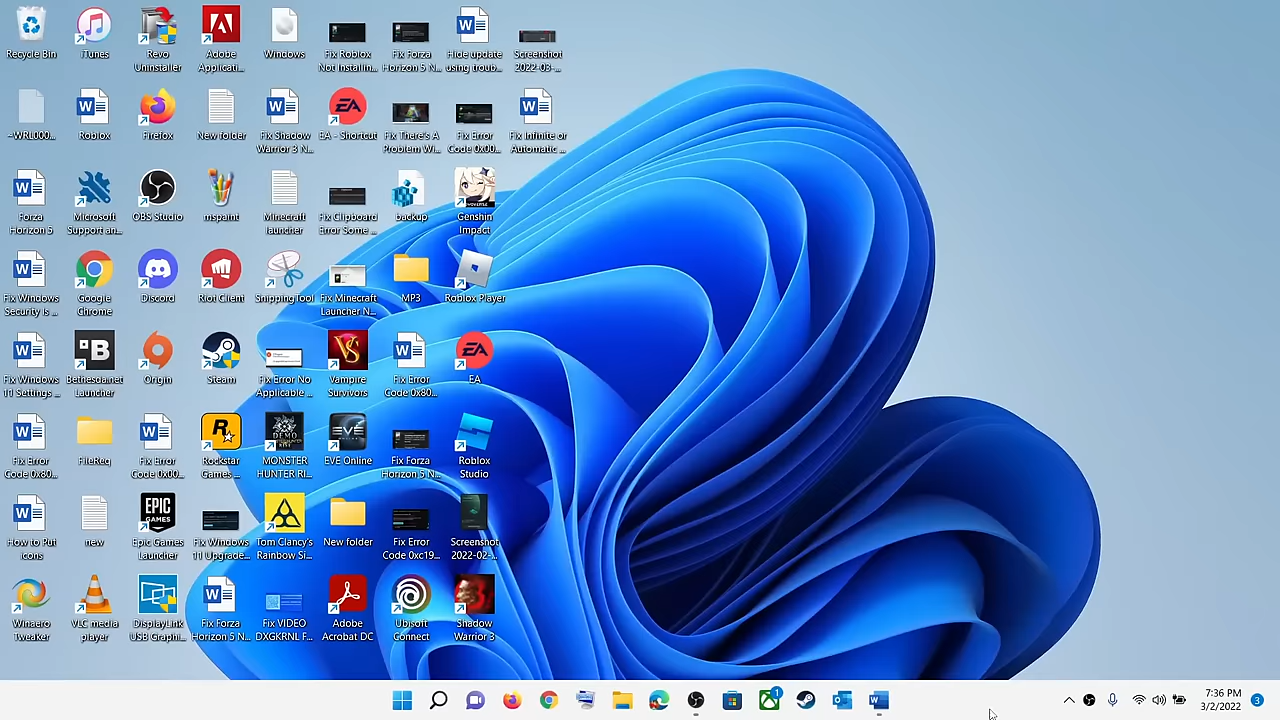 Recycle Bin
iTunes
Revo
Uninstaller
Adobe
Applicati...
Windows
Fix Roblox
Not Installin...
Fix Forza
Horizon 5 N...
Hide update
using troub...
Screenshot
2022-03-...
~WRL000...
Roblox
Firefox
New folder
Fix Shadow
Warrior 3 N...
EA - Shortcut
Fix There's A
Problem Wi...
Fix Error
Code 0X00...
Fix Infinite or
Automatic ...
Forza
Horizon 5
Microsoft
Support an...
OBS Studio
mspaint
Minecraft
launcher
Fix Clipboard
Error Some ...
backup
Genshin
Impact
Fix Windows
Security is ...
Google
Chrome
Discord
Riot Client
SnippingTool
Fix Minecraft
Launcher N...
MP3
Roblox Player
Fix Windows
11 Settings ...
Bethesda.net
Launcher
Origin
Steam
Fix Error No
Applicable ...
Vampire
Survivors
Fix Error
Code 0x80...
EA
Fix Error
Code 0x80...
FileReq
Fix Error
Code 0x00...
Rockstar
Games ...
MONSTER
HUNTER RI...
EVE Online
Fix Forza
Horizon 5 N...
Roblox
Studio
How to Put
Icons
new
Epic Games
Launcher
Fix Windows
11 Upgrade...
Tom Clancy's
Rainbow Si...
New folder
Fix Error
Code 0xc19...
Screenshot
2022-02-...
Winaero
Tweaker
VLC media
player
DisplayLink
USB Graphi...
Fix Forza
Horizon 5 N...
Fix VIDEO
DXGKRNL F...
Adobe
Acrobat DC
Ubisoft
Connect
Shadow
Warrior 3
1
7:36 PM
3/2/2022
3